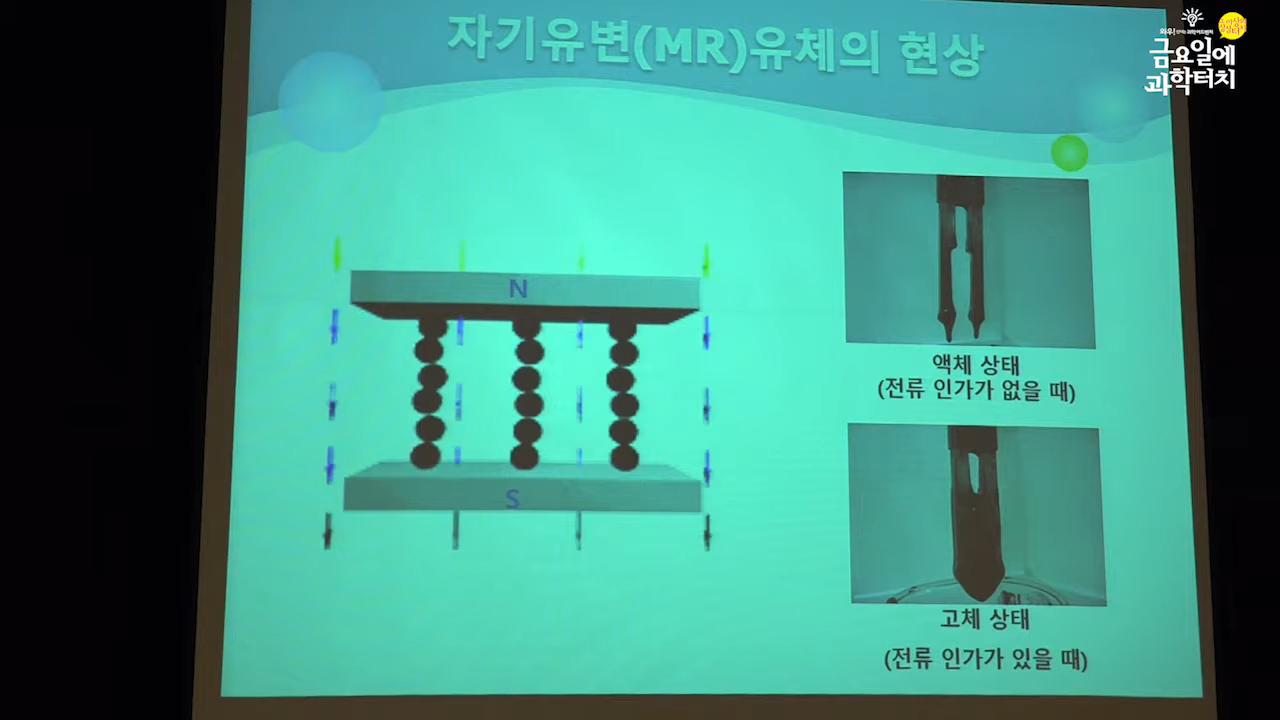 자기유변(MR)유체의 현상
금요일에
과학터치
N
S
액체 상태
(전류 인가가 없을 때)
고체 상태
(전류 인가가 있을 때)